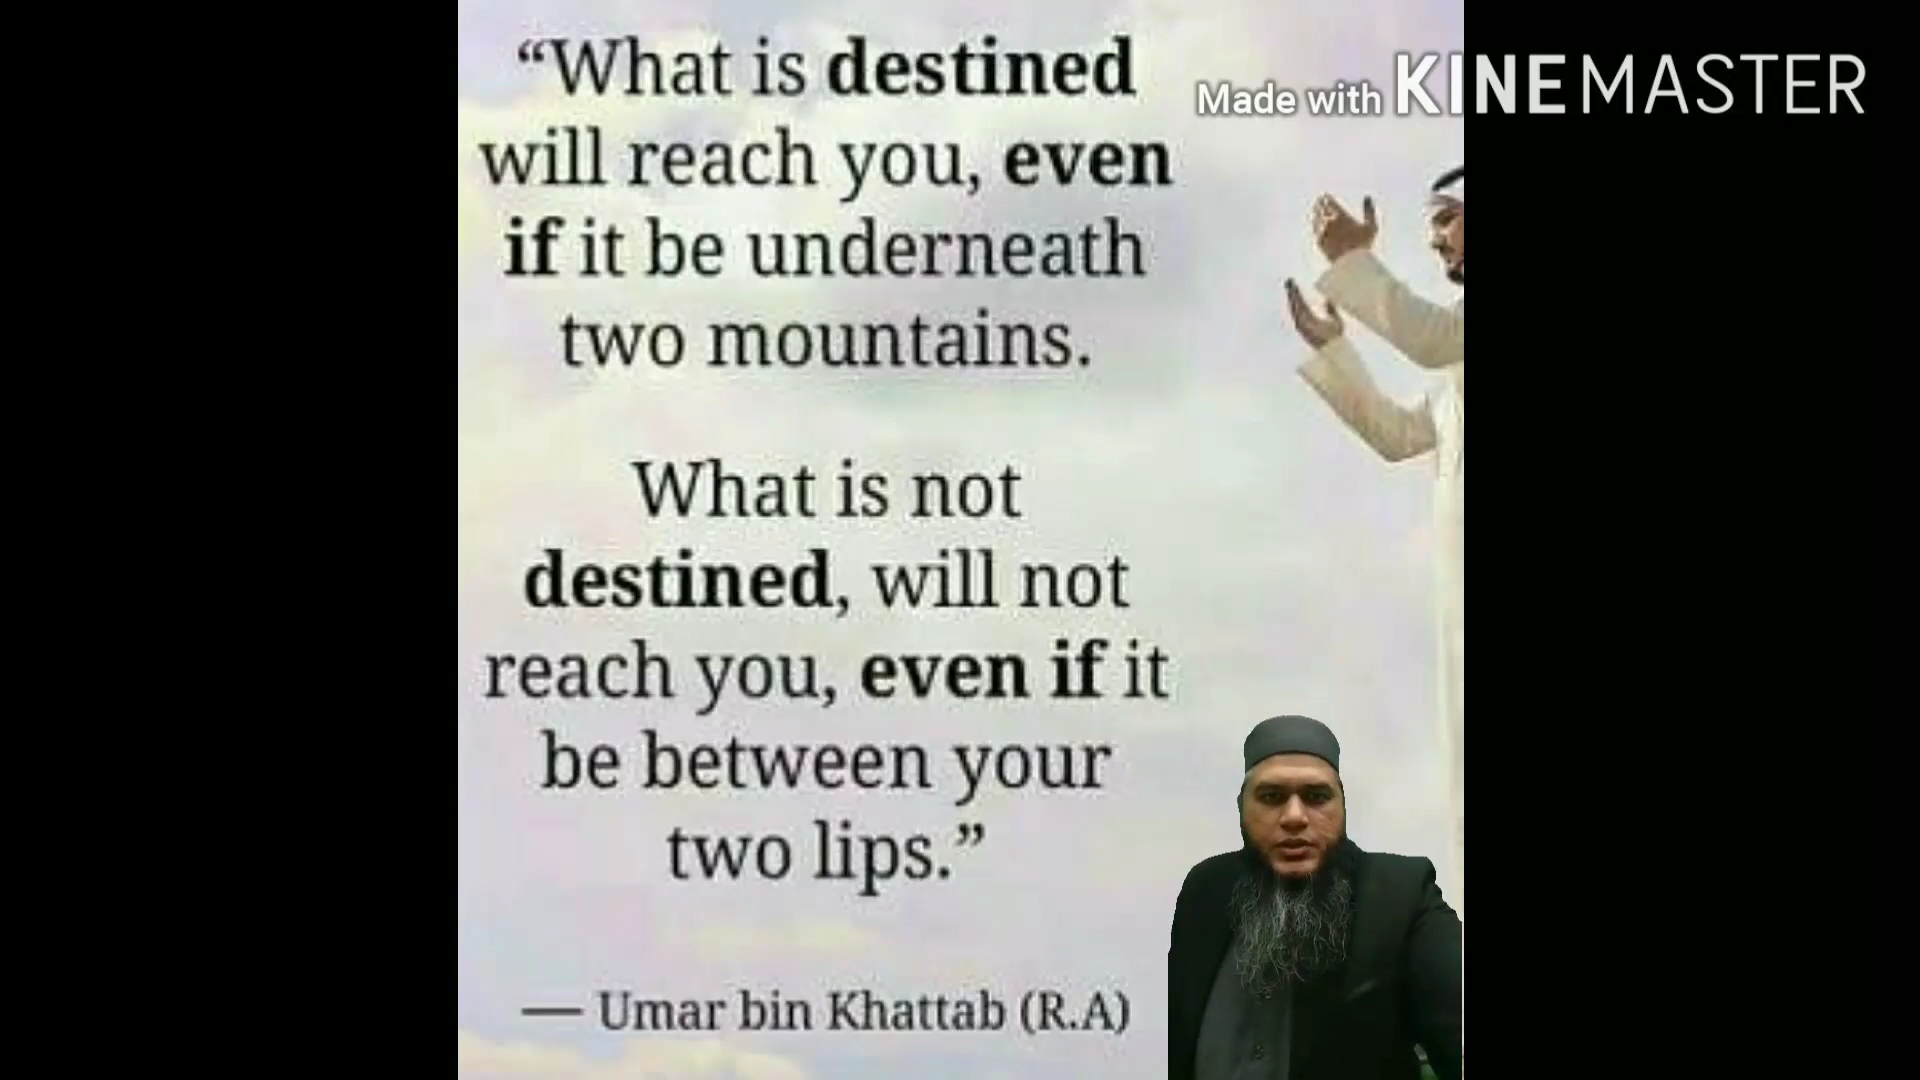 “What is destined
will reach you, even
if it be underneath
two mountains.
What is not
destined, will not
reach you, even if it
be between your
two lips.”
— Umar bin Khattab (R.A)
Made with KINEMASTER